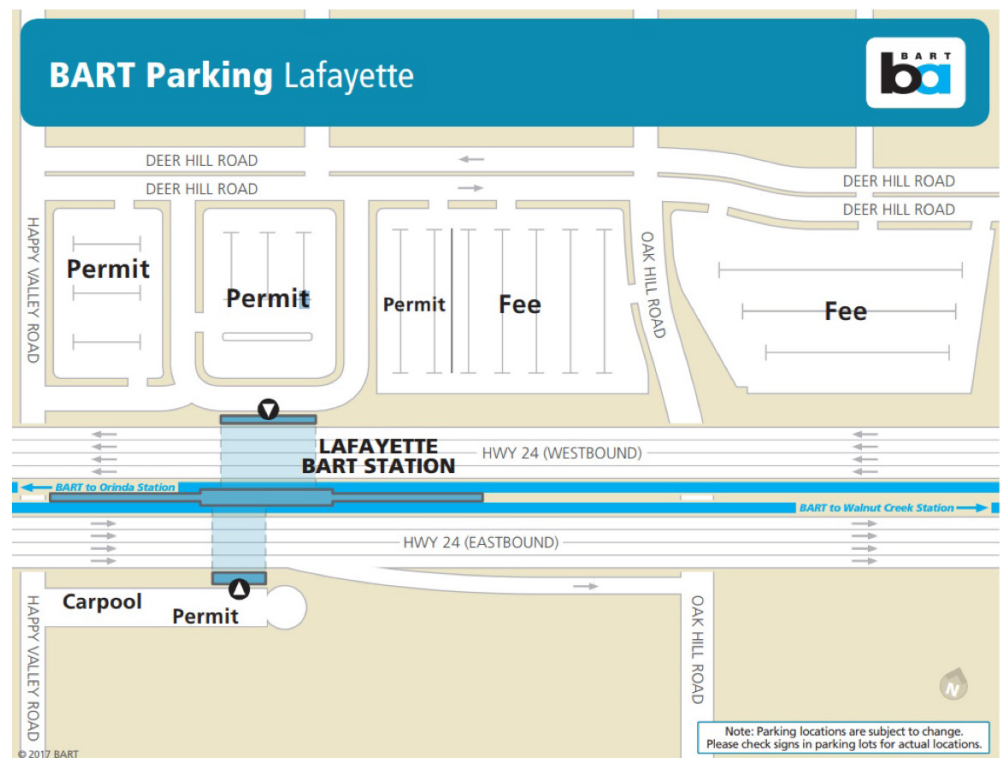 BART Parking Lafayette
BART
ba
DEER HILL ROAD
DEER HILL ROAD
DEER HILL ROAD
DEER HILL ROAD
HAPPY VALLEY ROAD
Permit
Permit
Permit
Fee
OAK HILL ROAD
Fee
LAFAYETTE
BART STATION
HWY 24 (WESTBOUND)
BART to Orinda Station
BART to Walnut Creek Station
HWY 24 (EASTBOUND)
Carpool
Permit
HAPPY VALLEY ROAD
OAK HILL ROAD
N
Note: Parking locations are subject to change.
Please check signs in parking lots for actual locations.
© 2017 BART